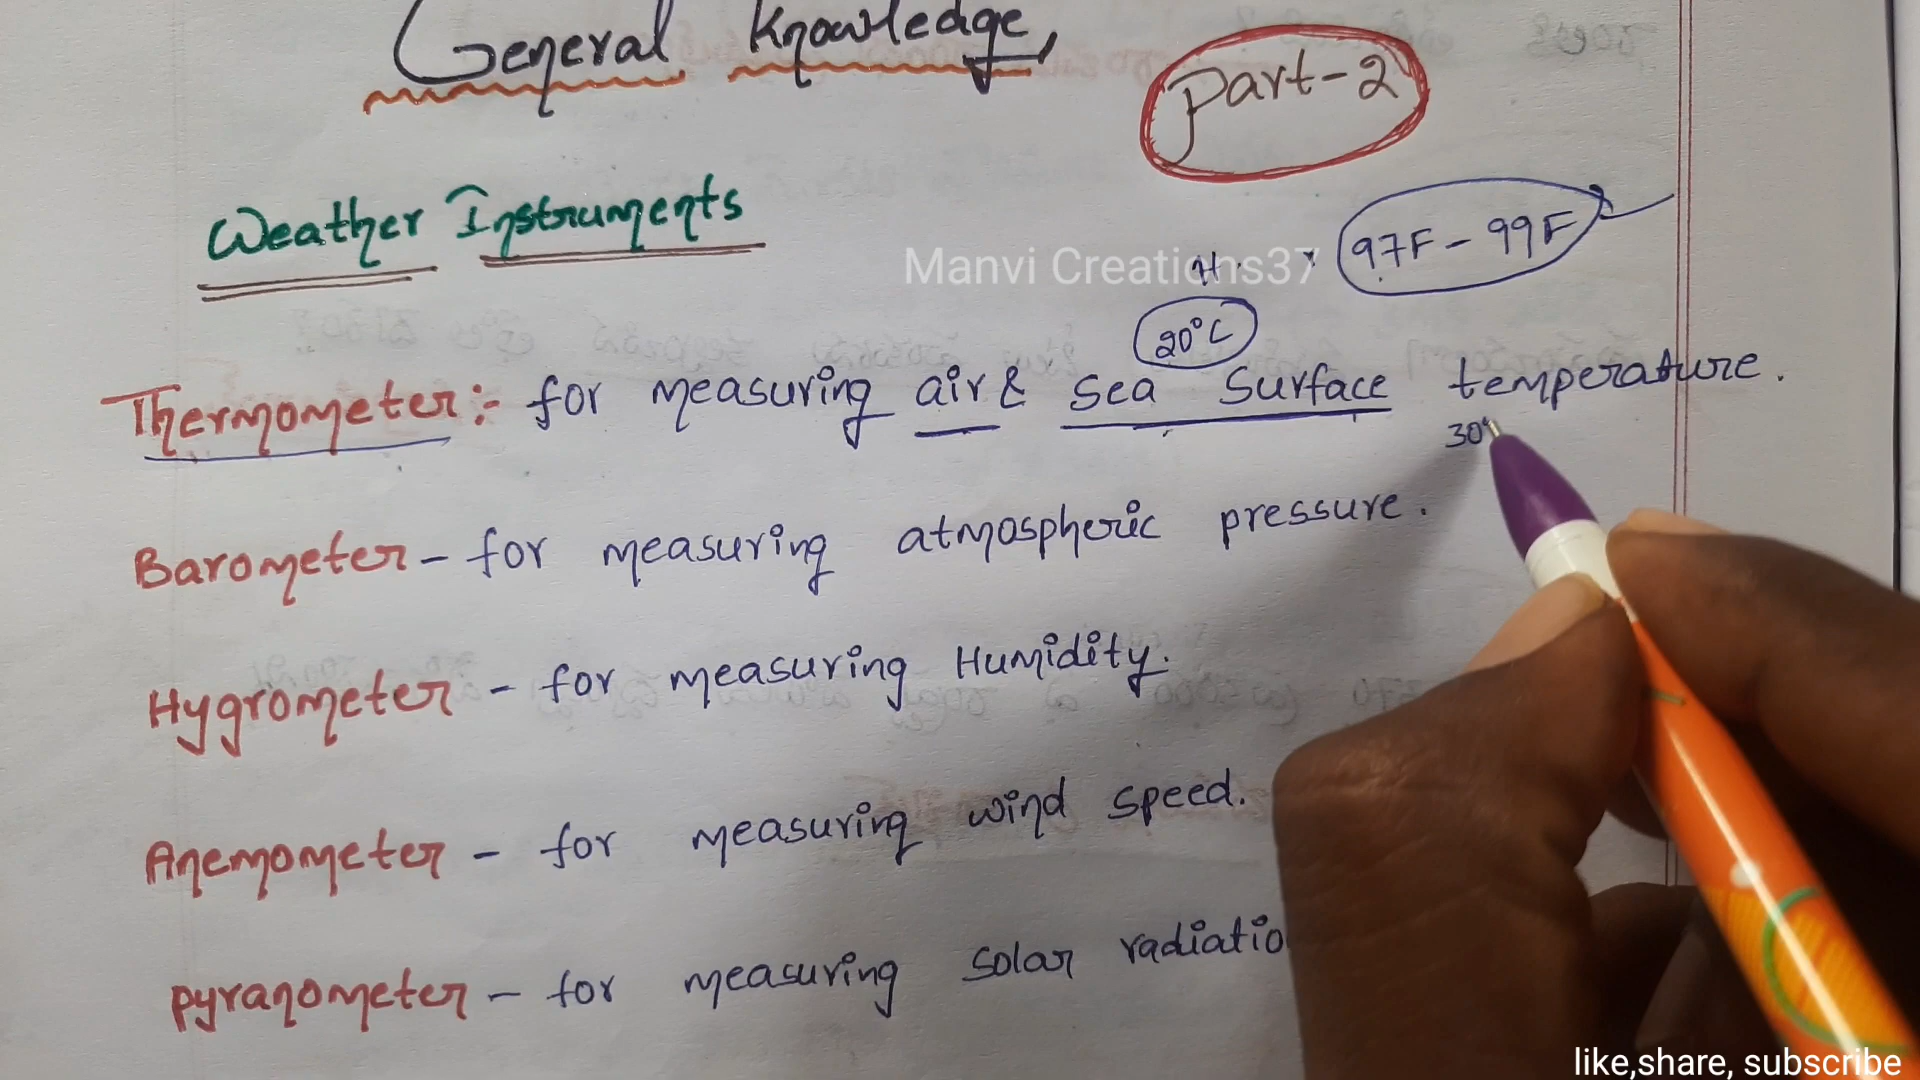 General Knowledge,
Part-2
Weather Instruments
97F - 99F
Manvi Creations37
H.
20°C
Thermometer:- for measuring air & sea surface temperature.
30°
Barometer - for measuring atmospheric pressure.
Hygrometer - for measuring Humidity.
Anemometer - for measuring wind speed.
pyranometer - for measuring solar radiatio
like,share, subscribe